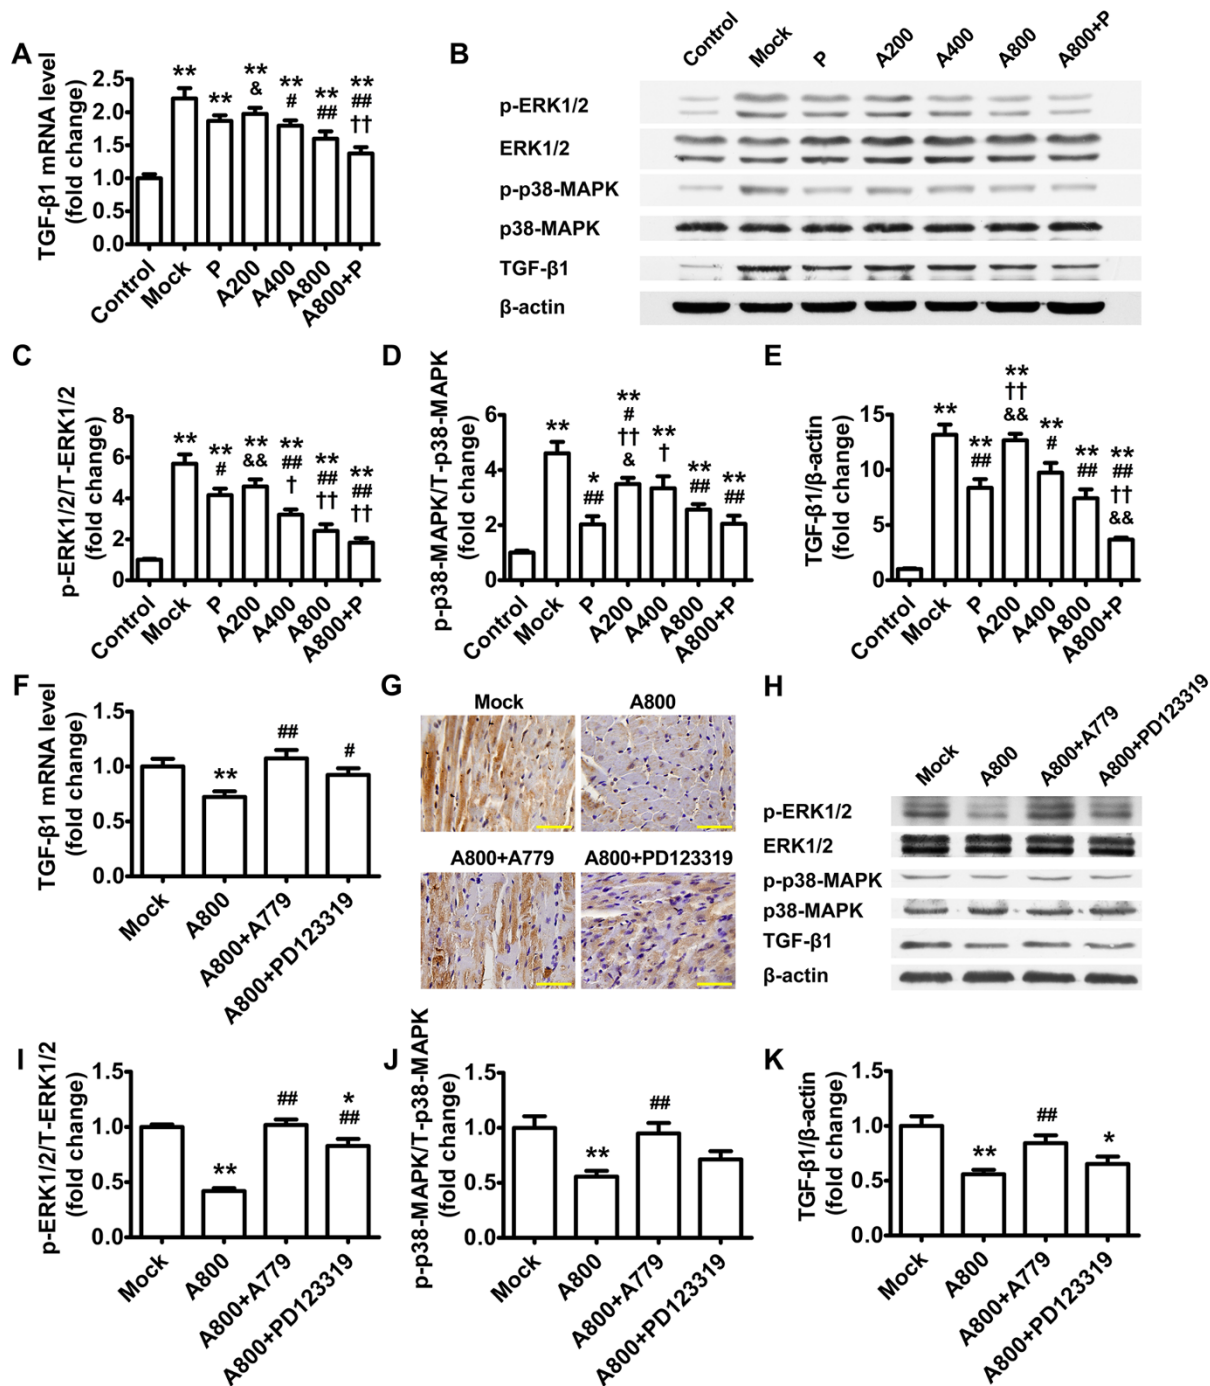 A
TGF-β1 mRNA level
(fold change)
2.5
2.0
1.5
1.0
0.5
0.0
**
**
**
&
**
#
**
##
**
##
††
Control
Mock
P
A200
A400
A800
A800+P
B
Control
Mock
P
A200
A400
A800
A800+P
p-ERK1/2
ERK1/2
p-p38-MAPK
p38-MAPK
TGF-β1
β-actin
C
p-ERK1/2/T-ERK1/2
(fold change)
8
6
4
2
0
**
**
#
**
&&
**
##
†
**
##
††
**
##
††
Control
Mock
P
A200
A400
A800
A800+P
D
p-p38-MAPK/T-p38-MAPK
(fold change)
6
4
2
0
**
*
##
**
#
††
&
**
†
**
##
**
##
Control
Mock
P
A200
A400
A800
A800+P
E
TGF-β1/β-actin
(fold change)
15
10
5
0
**
**
##
**
††
&&
**
#
**
##
**
##
††
&&
Control
Mock
P
A200
A400
A800
A800+P
F
TGF-β1 mRNA level
(fold change)
1.5
1.0
0.5
0.0
**
##
#
Mock
A800
A800+A779
A800+PD123319
G
Mock
A800
A800+A779
A800+PD123319
H
Mock
A800
A800+A779
A800+PD123319
p-ERK1/2
ERK1/2
p-p38-MAPK
p38-MAPK
TGF-β1
β-actin
I
p-ERK1/2/T-ERK1/2
(fold change)
1.5
1.0
0.5
0.0
**
##
*
##
Mock
A800
A800+A779
A800+PD123319
J
p-p38-MAPK/T-p38-MAPK
(fold change)
1.5
1.0
0.5
0.0
**
##
Mock
A800
A800+A779
A800+PD123319
K
TGF-β1/β-actin
(fold change)
1.5
1.0
0.5
0.0
**
##
*
Mock
A800
A800+A779
A800+PD123319